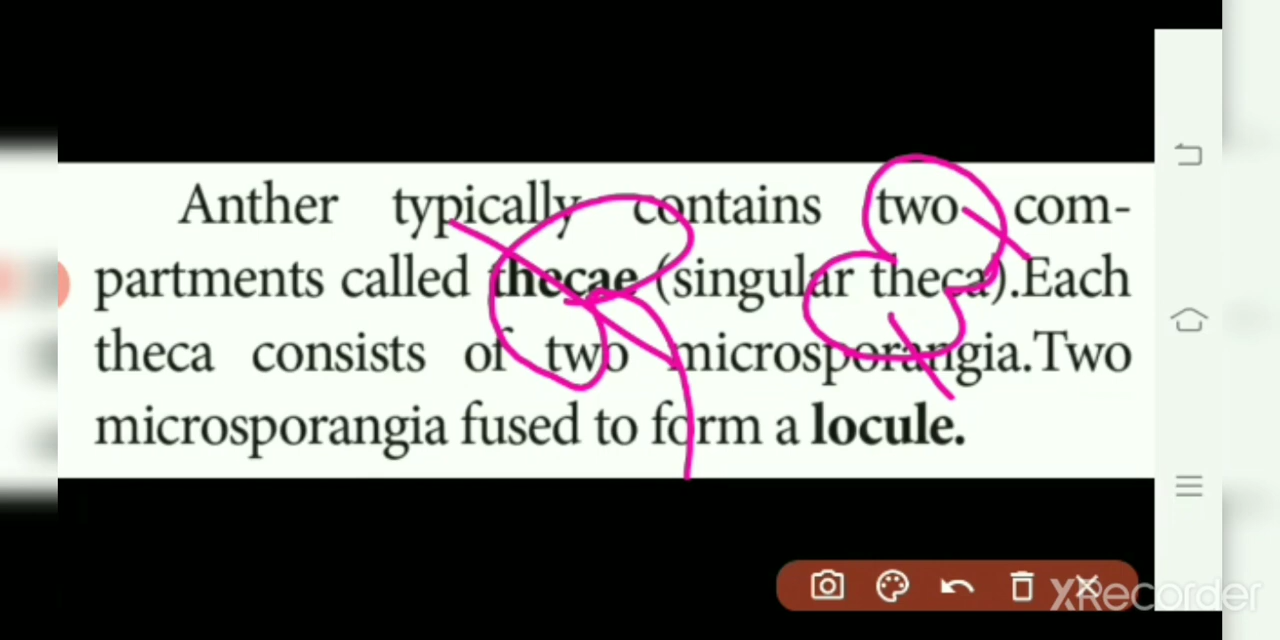 Anther typically contains two com-
partments called thecae (singular theca).Each
theca consists of two microsporangia.Two
microsporangia fused to form a locule.
XRecorder